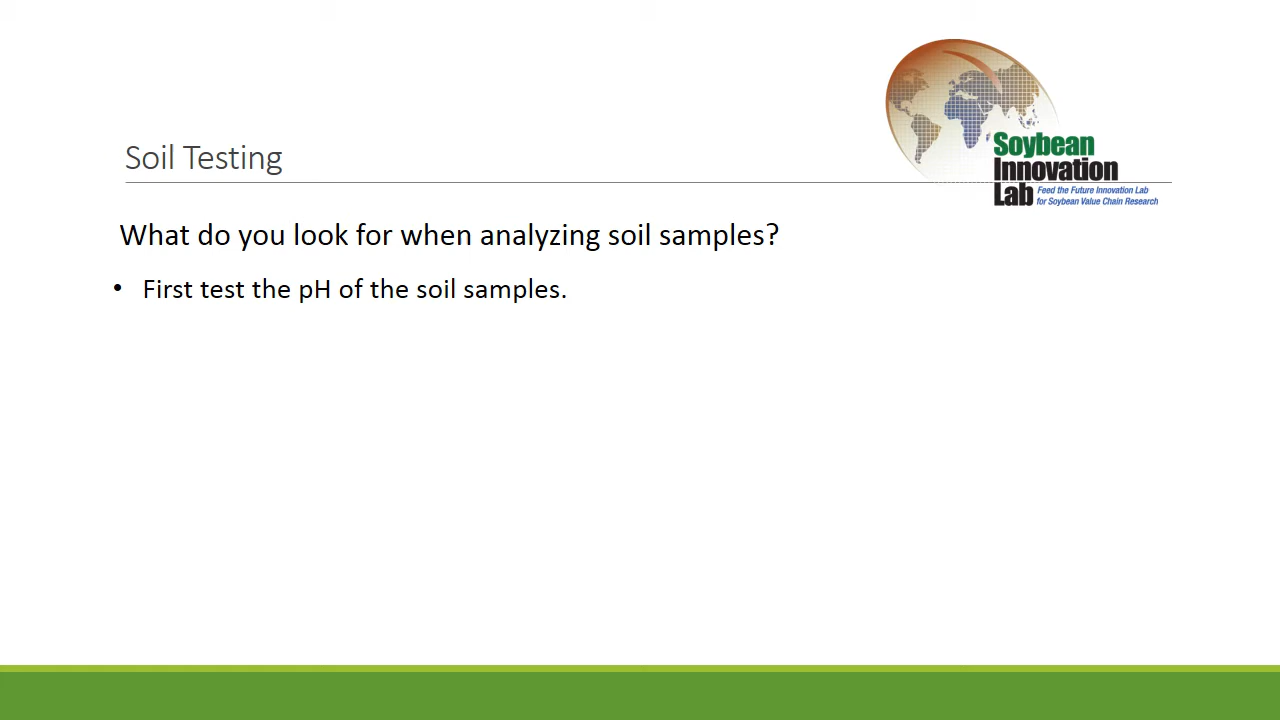 Soil Testing
Soybean
Innovation
Lab
Feed the Future Innovation Lab
for Soybean Value Chain Research
What do you look for when analyzing soil samples?
• First test the pH of the soil samples.